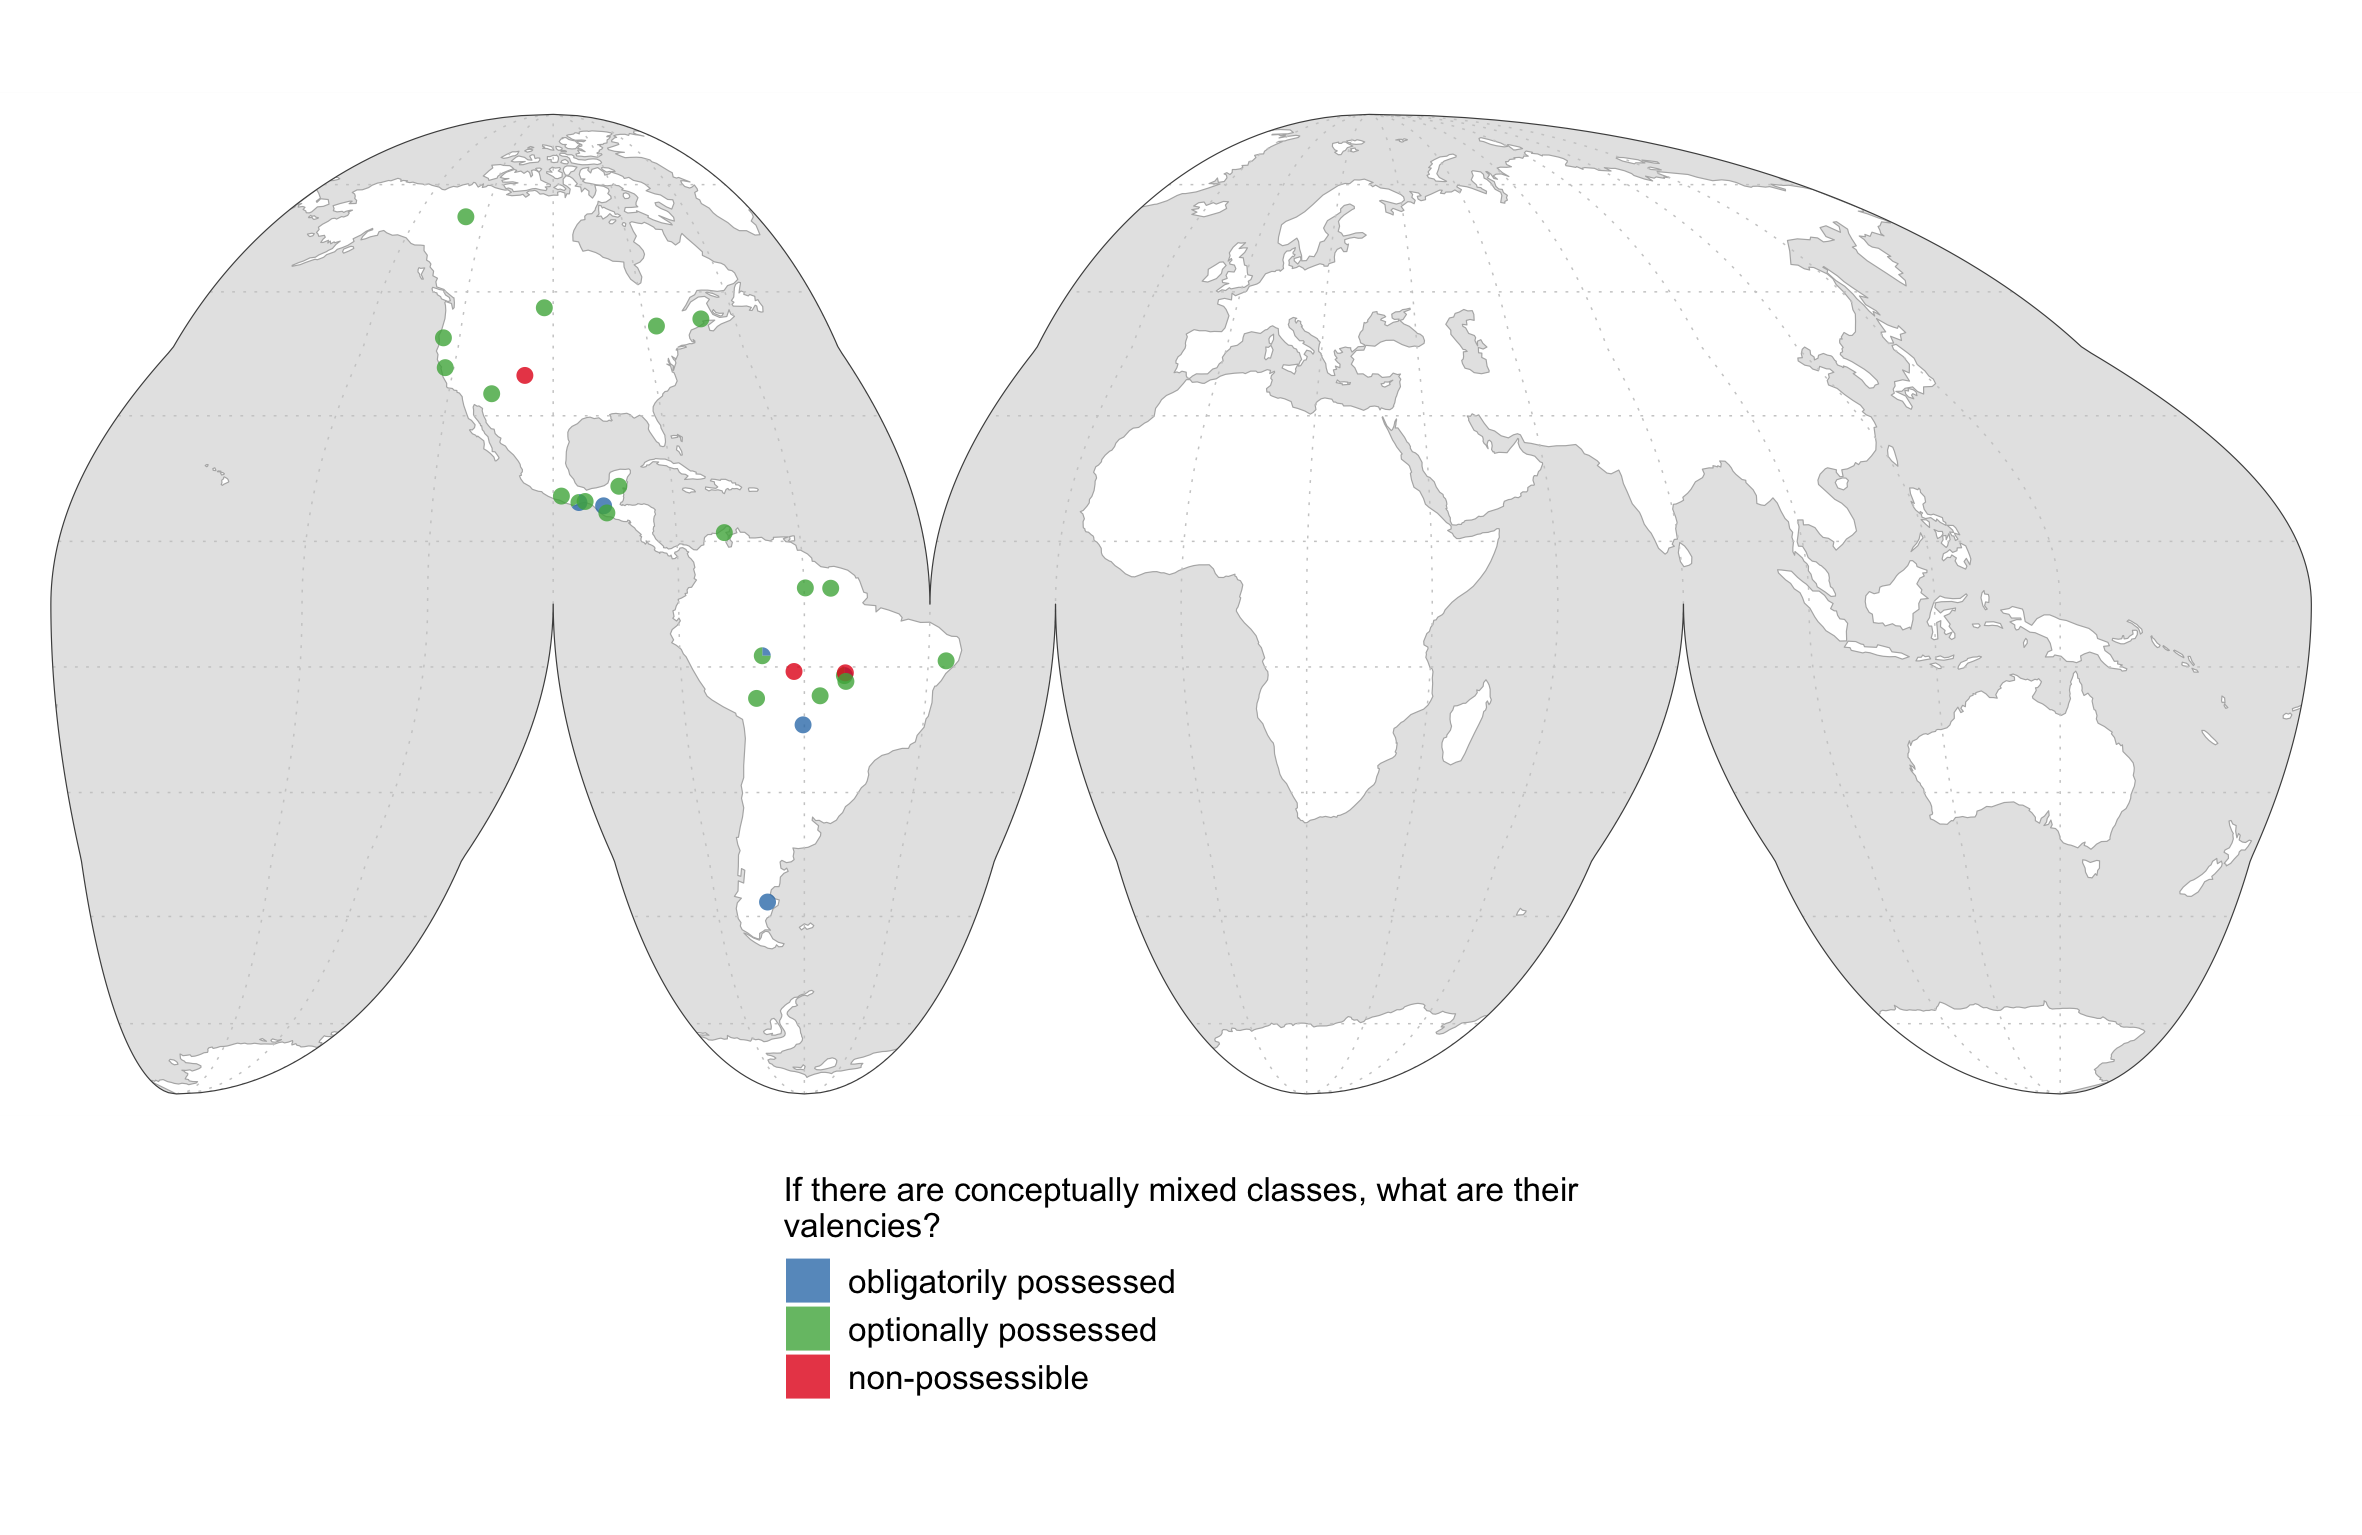 If there are conceptually mixed classes, what are their
valencies?
obligatorily possessed
optionally possessed
non-possessible